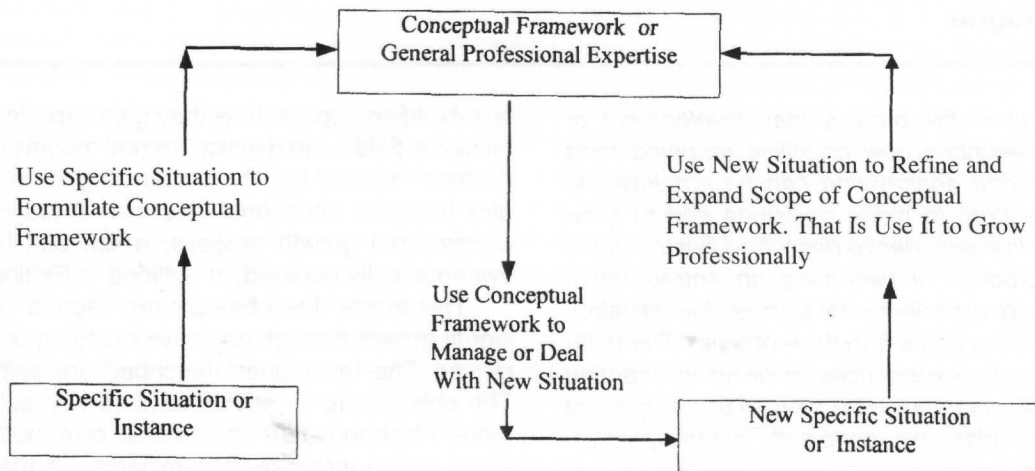 Conceptual Framework or
General Professional Expertise
Use Specific Situation to
Formulate Conceptual
Framework
Use New Situation to Refine and
Expand Scope of Conceptual
Framework. That Is Use It to Grow
Professionally
Use Conceptual
Framework to
Manage or Deal
With New Situation
Specific Situation or
Instance
New Specific Situation
or Instance